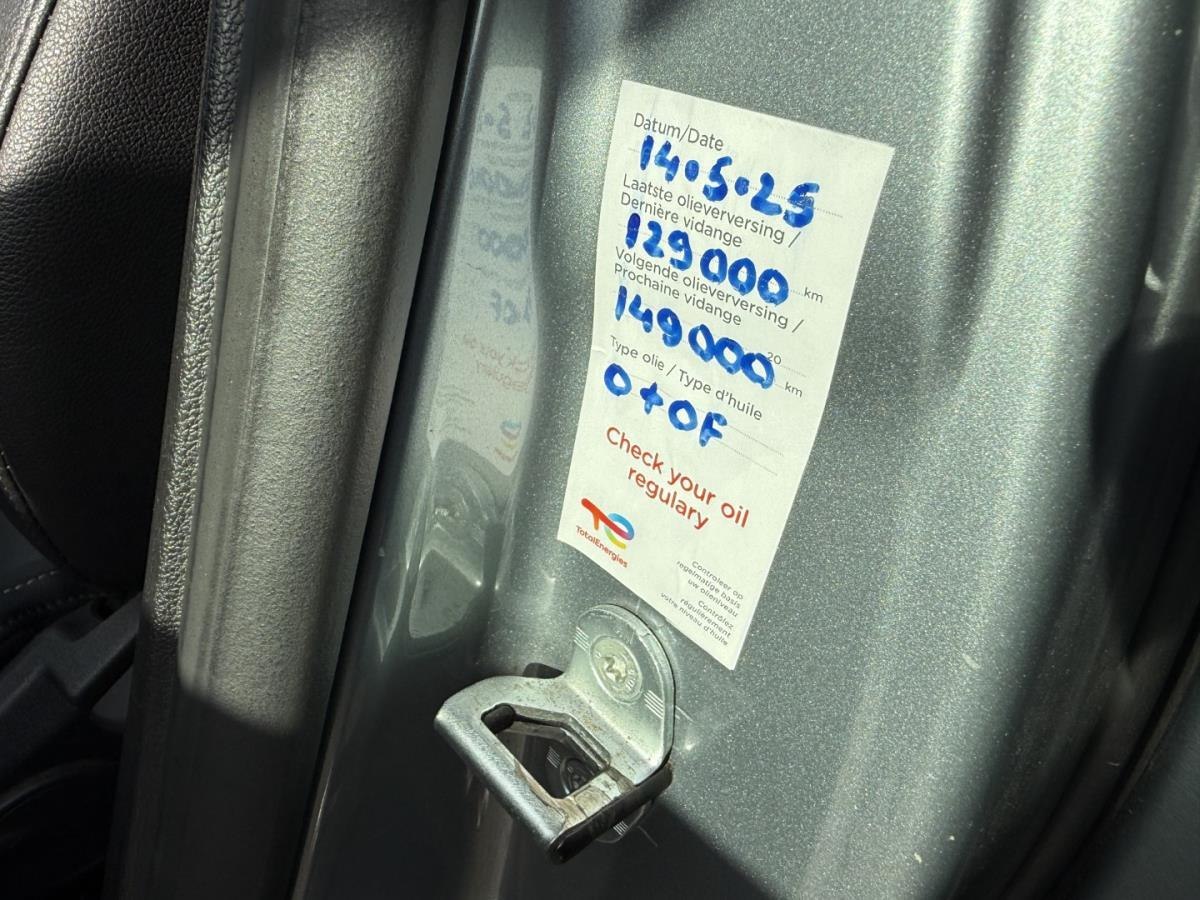 Datum/Date
14.5.25
Laatste olieverversing /
Dernière vidange
129000 km
Volgende olieverversing /
Prochaine vidange
20
149000 km
Type olie / Type d'huile
O+OF
Check your oil
regulary
TotalEnergies
Controleer op
regelmatige basis
uw olieniveau
Contrôlez
régulièrement
votre niveau d'huile